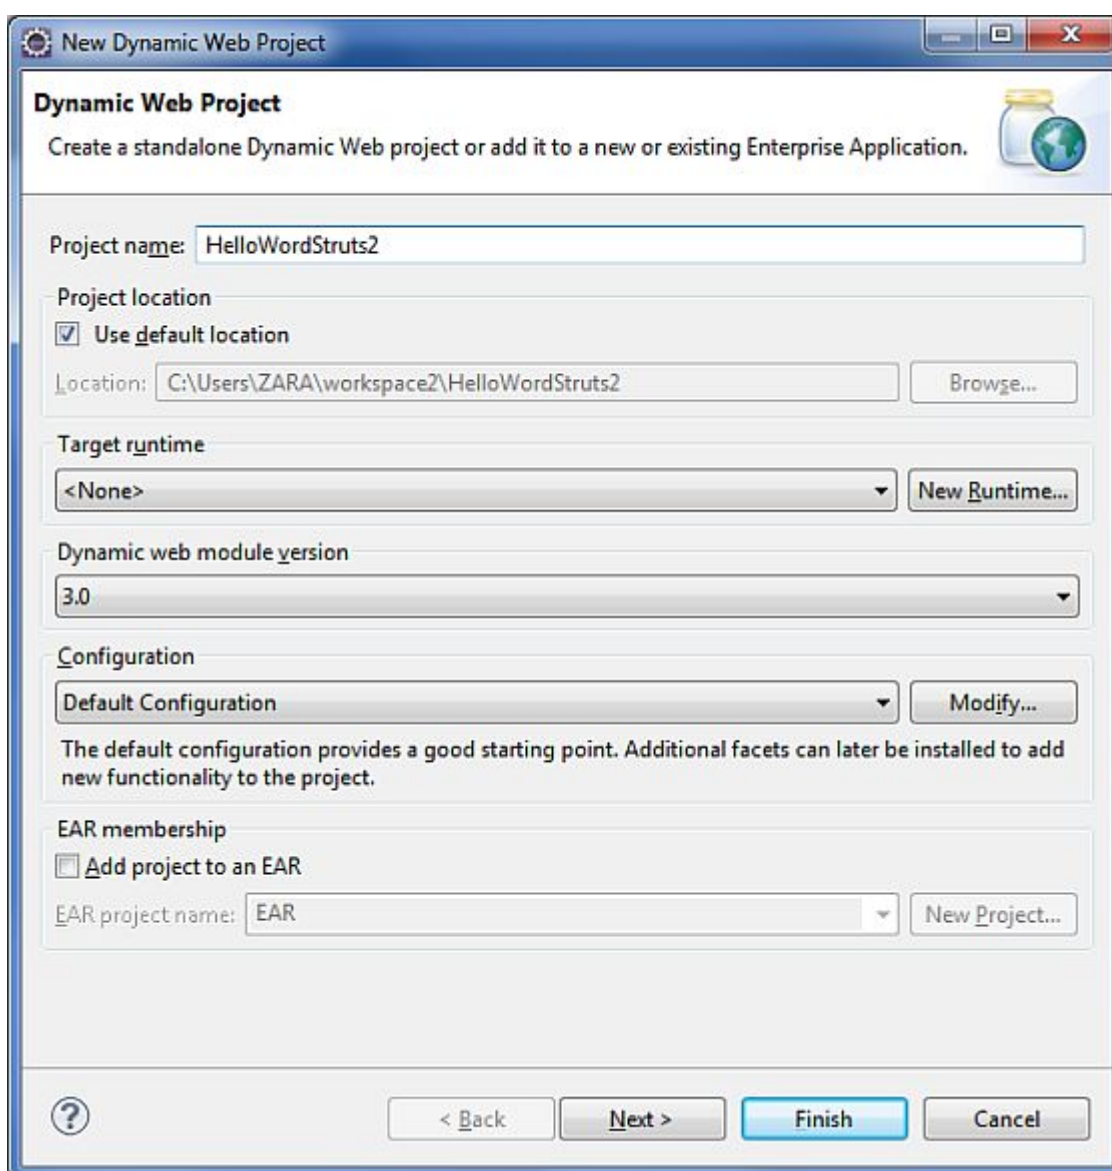 New Dynamic Web Project
Dynamic Web Project
Create a standalone Dynamic Web project or add it to a new or existing Enterprise Application.
Project name: HelloWordStruts2
Project location
Use default location
Location: C:\Users\ZARA\workspace2\HelloWordStruts2 Browse...
Target runtime
<None> New Runtime...
Dynamic web module version
3.0
Configuration
Default Configuration Modify...
The default configuration provides a good starting point. Additional facets can later be installed to add
new functionality to the project.
EAR membership
Add project to an EAR
EAR project name: EAR New Project...
? < Back Next > Finish Cancel